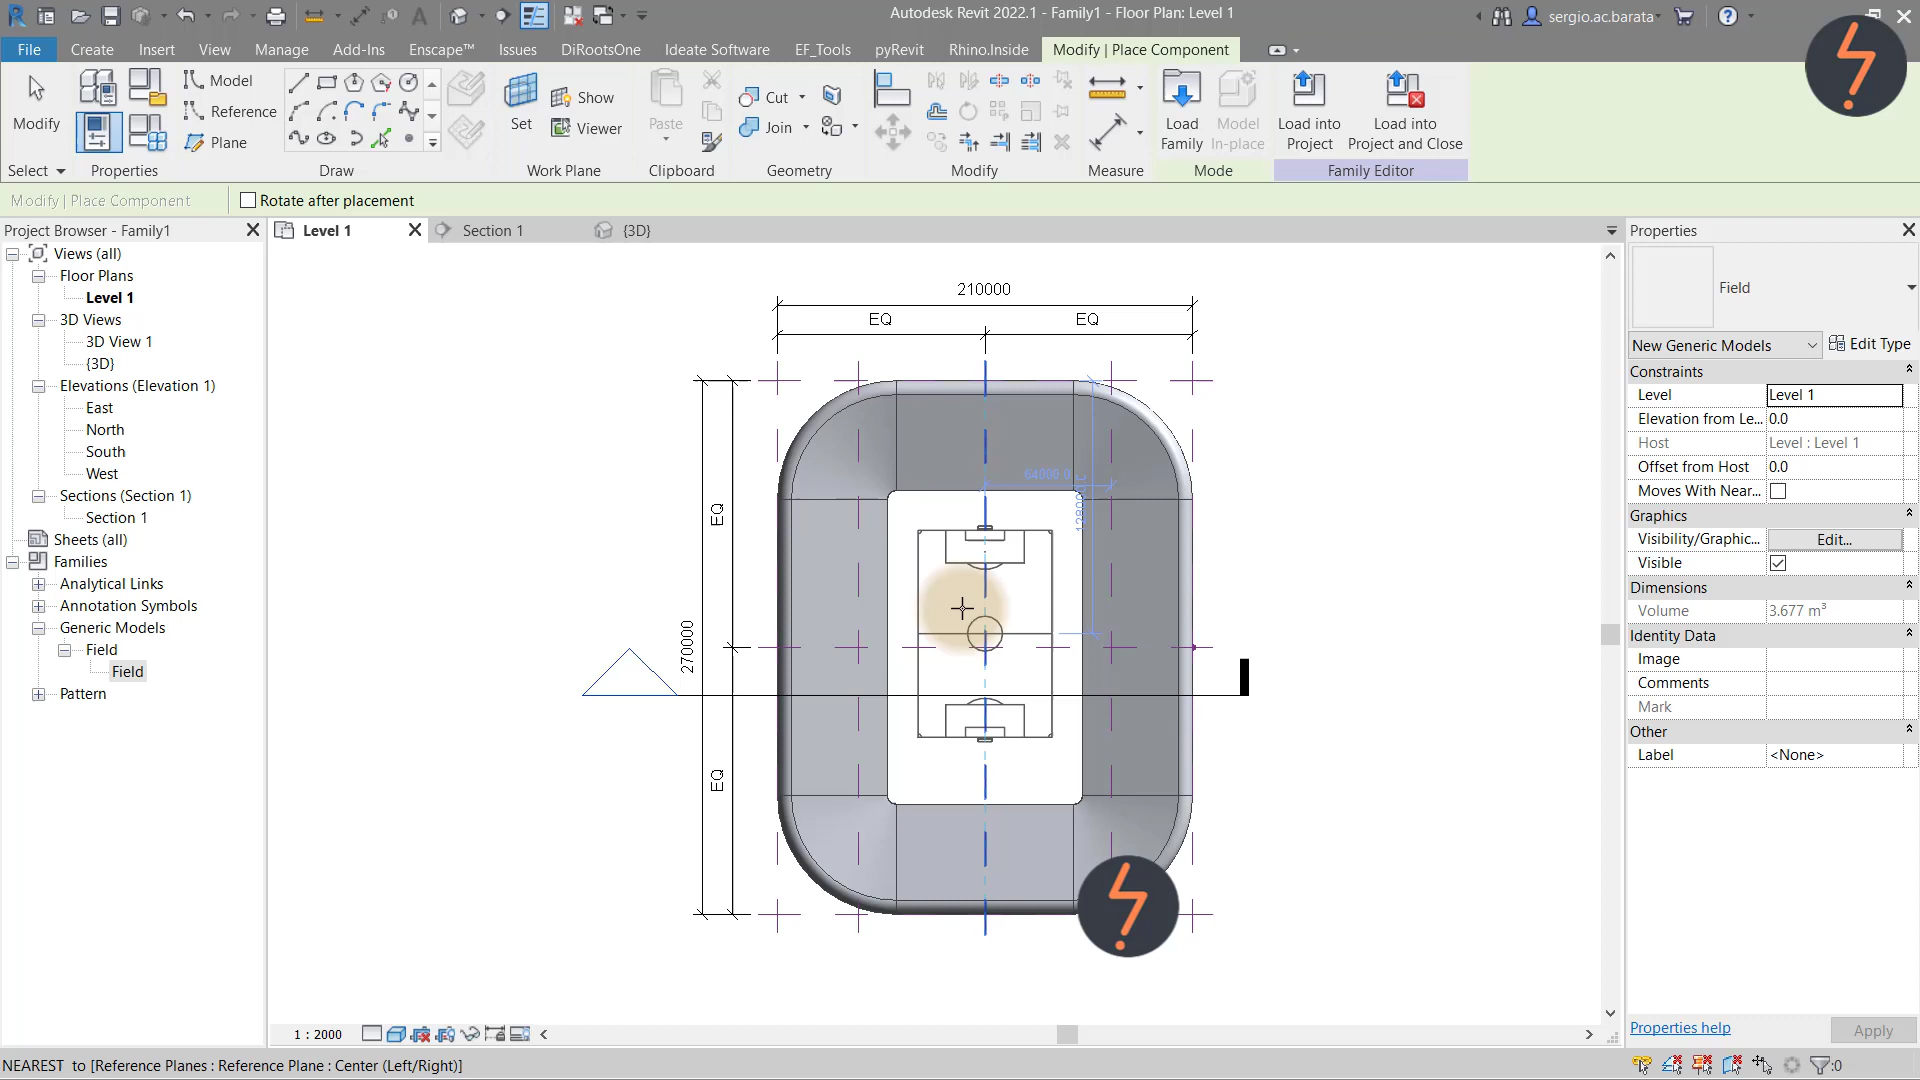 Autodesk Revit 2022.1 - Family1 - Floor Plan: Level 1
sergio.ac.barata
File Create Insert View Manage Add-Ins Enscape™ Issues DiRootsOne Ideate Software EF_Tools pyRevit Rhino.Inside Modify | Place Component
Modify
Model
Reference
Plane
Set
Show
Viewer
Paste
Cut
Join
Load Family
Model In-place
Load into Project
Load into Project and Close
Select Properties Draw Work Plane Clipboard Geometry Modify Measure Mode Family Editor
Modify | Place Component Rotate after placement
Project Browser - Family1
Level 1 Section 1 {3D}
Views (all)
Floor Plans
Level 1
3D Views
3D View 1
{3D}
Elevations (Elevation 1)
East
North
South
West
Sections (Section 1)
Section 1
Sheets (all)
Families
Analytical Links
Annotation Symbols
Generic Models
Field
Field
Pattern
210000
EQ EQ
EQ
270000
EQ
64000.0
128000.0
1 : 2000
Properties
Field
New Generic Models Edit Type
Constraints
Level Level 1
Elevation from Le... 0.0
Host Level : Level 1
Offset from Host 0.0
Moves With Near...
Graphics
Visibility/Graphic... Edit...
Visible
Dimensions
Volume 3.677 m³
Identity Data
Image
Comments
Mark
Other
Label <None>
Properties help Apply
NEAREST to [Reference Planes : Reference Plane : Center (Left/Right)]
:0